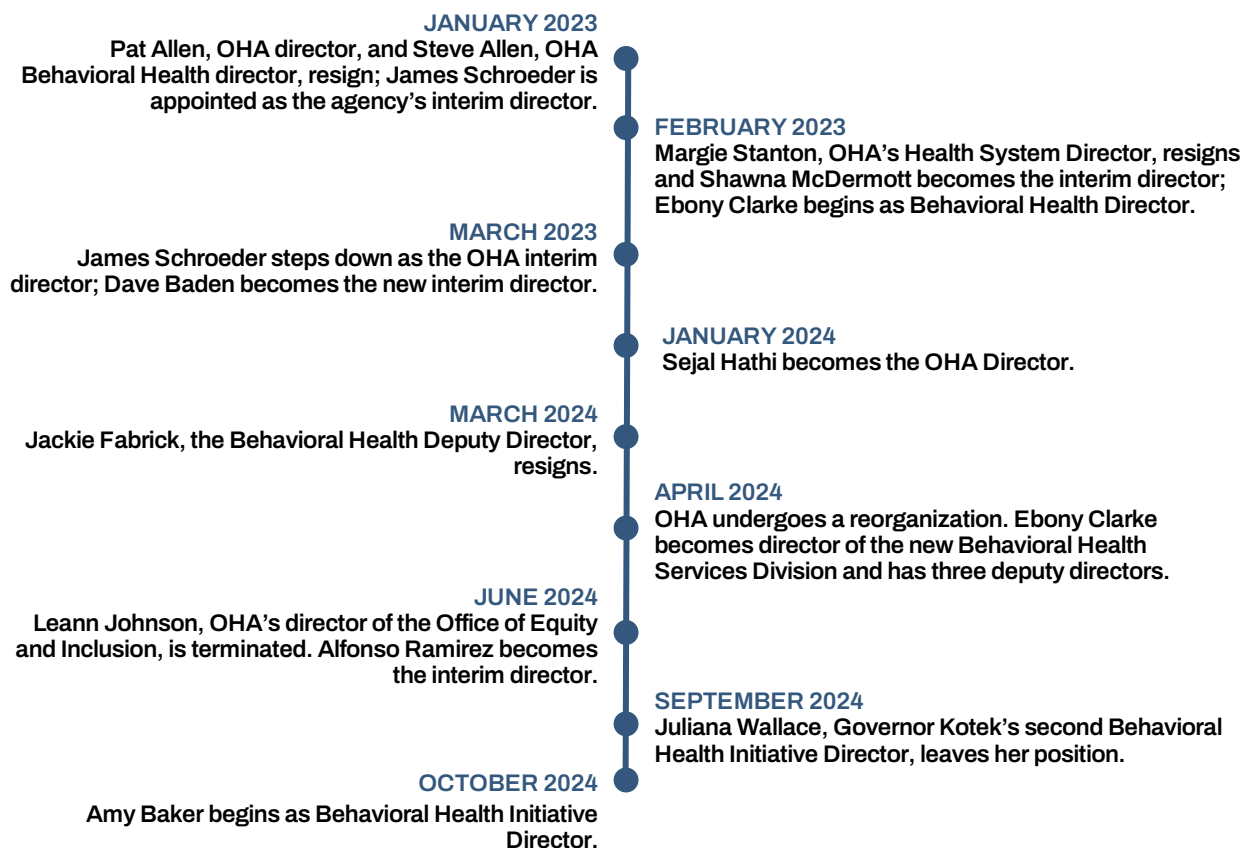 JANUARY 2023
Pat Allen, OHA director, and Steve Allen, OHA
Behavioral Health director, resign; James Schroeder is
appointed as the agency’s interim director.
FEBRUARY 2023
Margie Stanton, OHA’s Health System Director, resigns
and Shawna McDermott becomes the interim director;
Ebony Clarke begins as Behavioral Health Director.
MARCH 2023
James Schroeder steps down as the OHA interim
director; Dave Baden becomes the new interim director.
JANUARY 2024
Sejal Hathi becomes the OHA Director.
MARCH 2024
Jackie Fabrick, the Behavioral Health Deputy Director,
resigns.
APRIL 2024
OHA undergoes a reorganization. Ebony Clarke
becomes director of the new Behavioral Health
Services Division and has three deputy directors.
JUNE 2024
Leann Johnson, OHA’s director of the Office of Equity
and Inclusion, is terminated. Alfonso Ramirez becomes
the interim director.
SEPTEMBER 2024
Juliana Wallace, Governor Kotek’s second Behavioral
Health Initiative Director, leaves her position.
OCTOBER 2024
Amy Baker begins as Behavioral Health Initiative
Director.